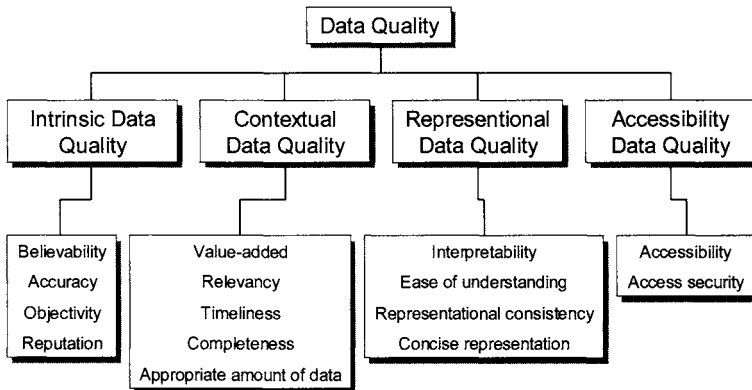 Data Quality
Intrinsic Data
Quality
Contextual
Data Quality
Representional
Data Quality
Accessibility
Data Quality
Believability
Accuracy
Objectivity
Reputation
Value-added
Relevancy
Timeliness
Completeness
Appropriate amount of data
Interpretability
Ease of understanding
Representational consistency
Concise representation
Accessibility
Access security